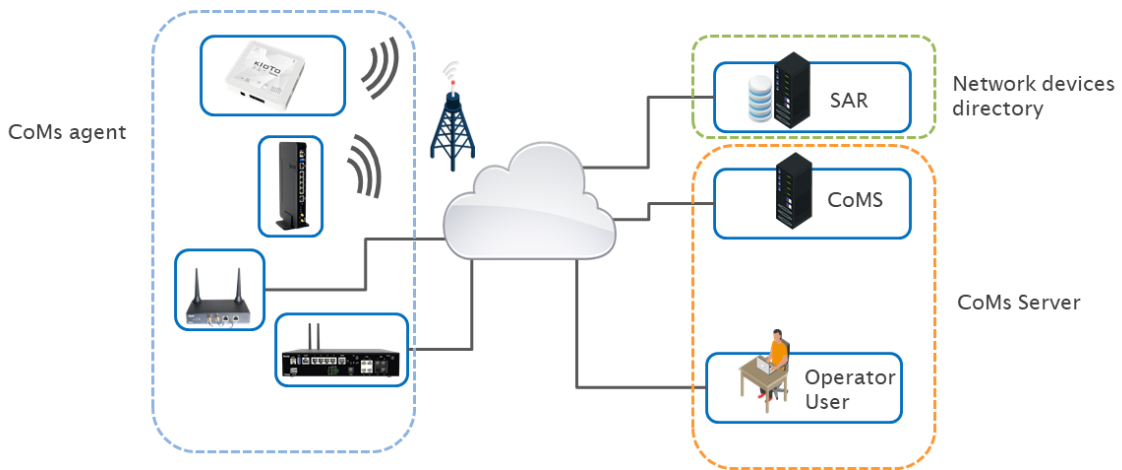 CoMs agent
KIOTO
SAR
Network devices
directory
CoMS
CoMs Server
Operator
User